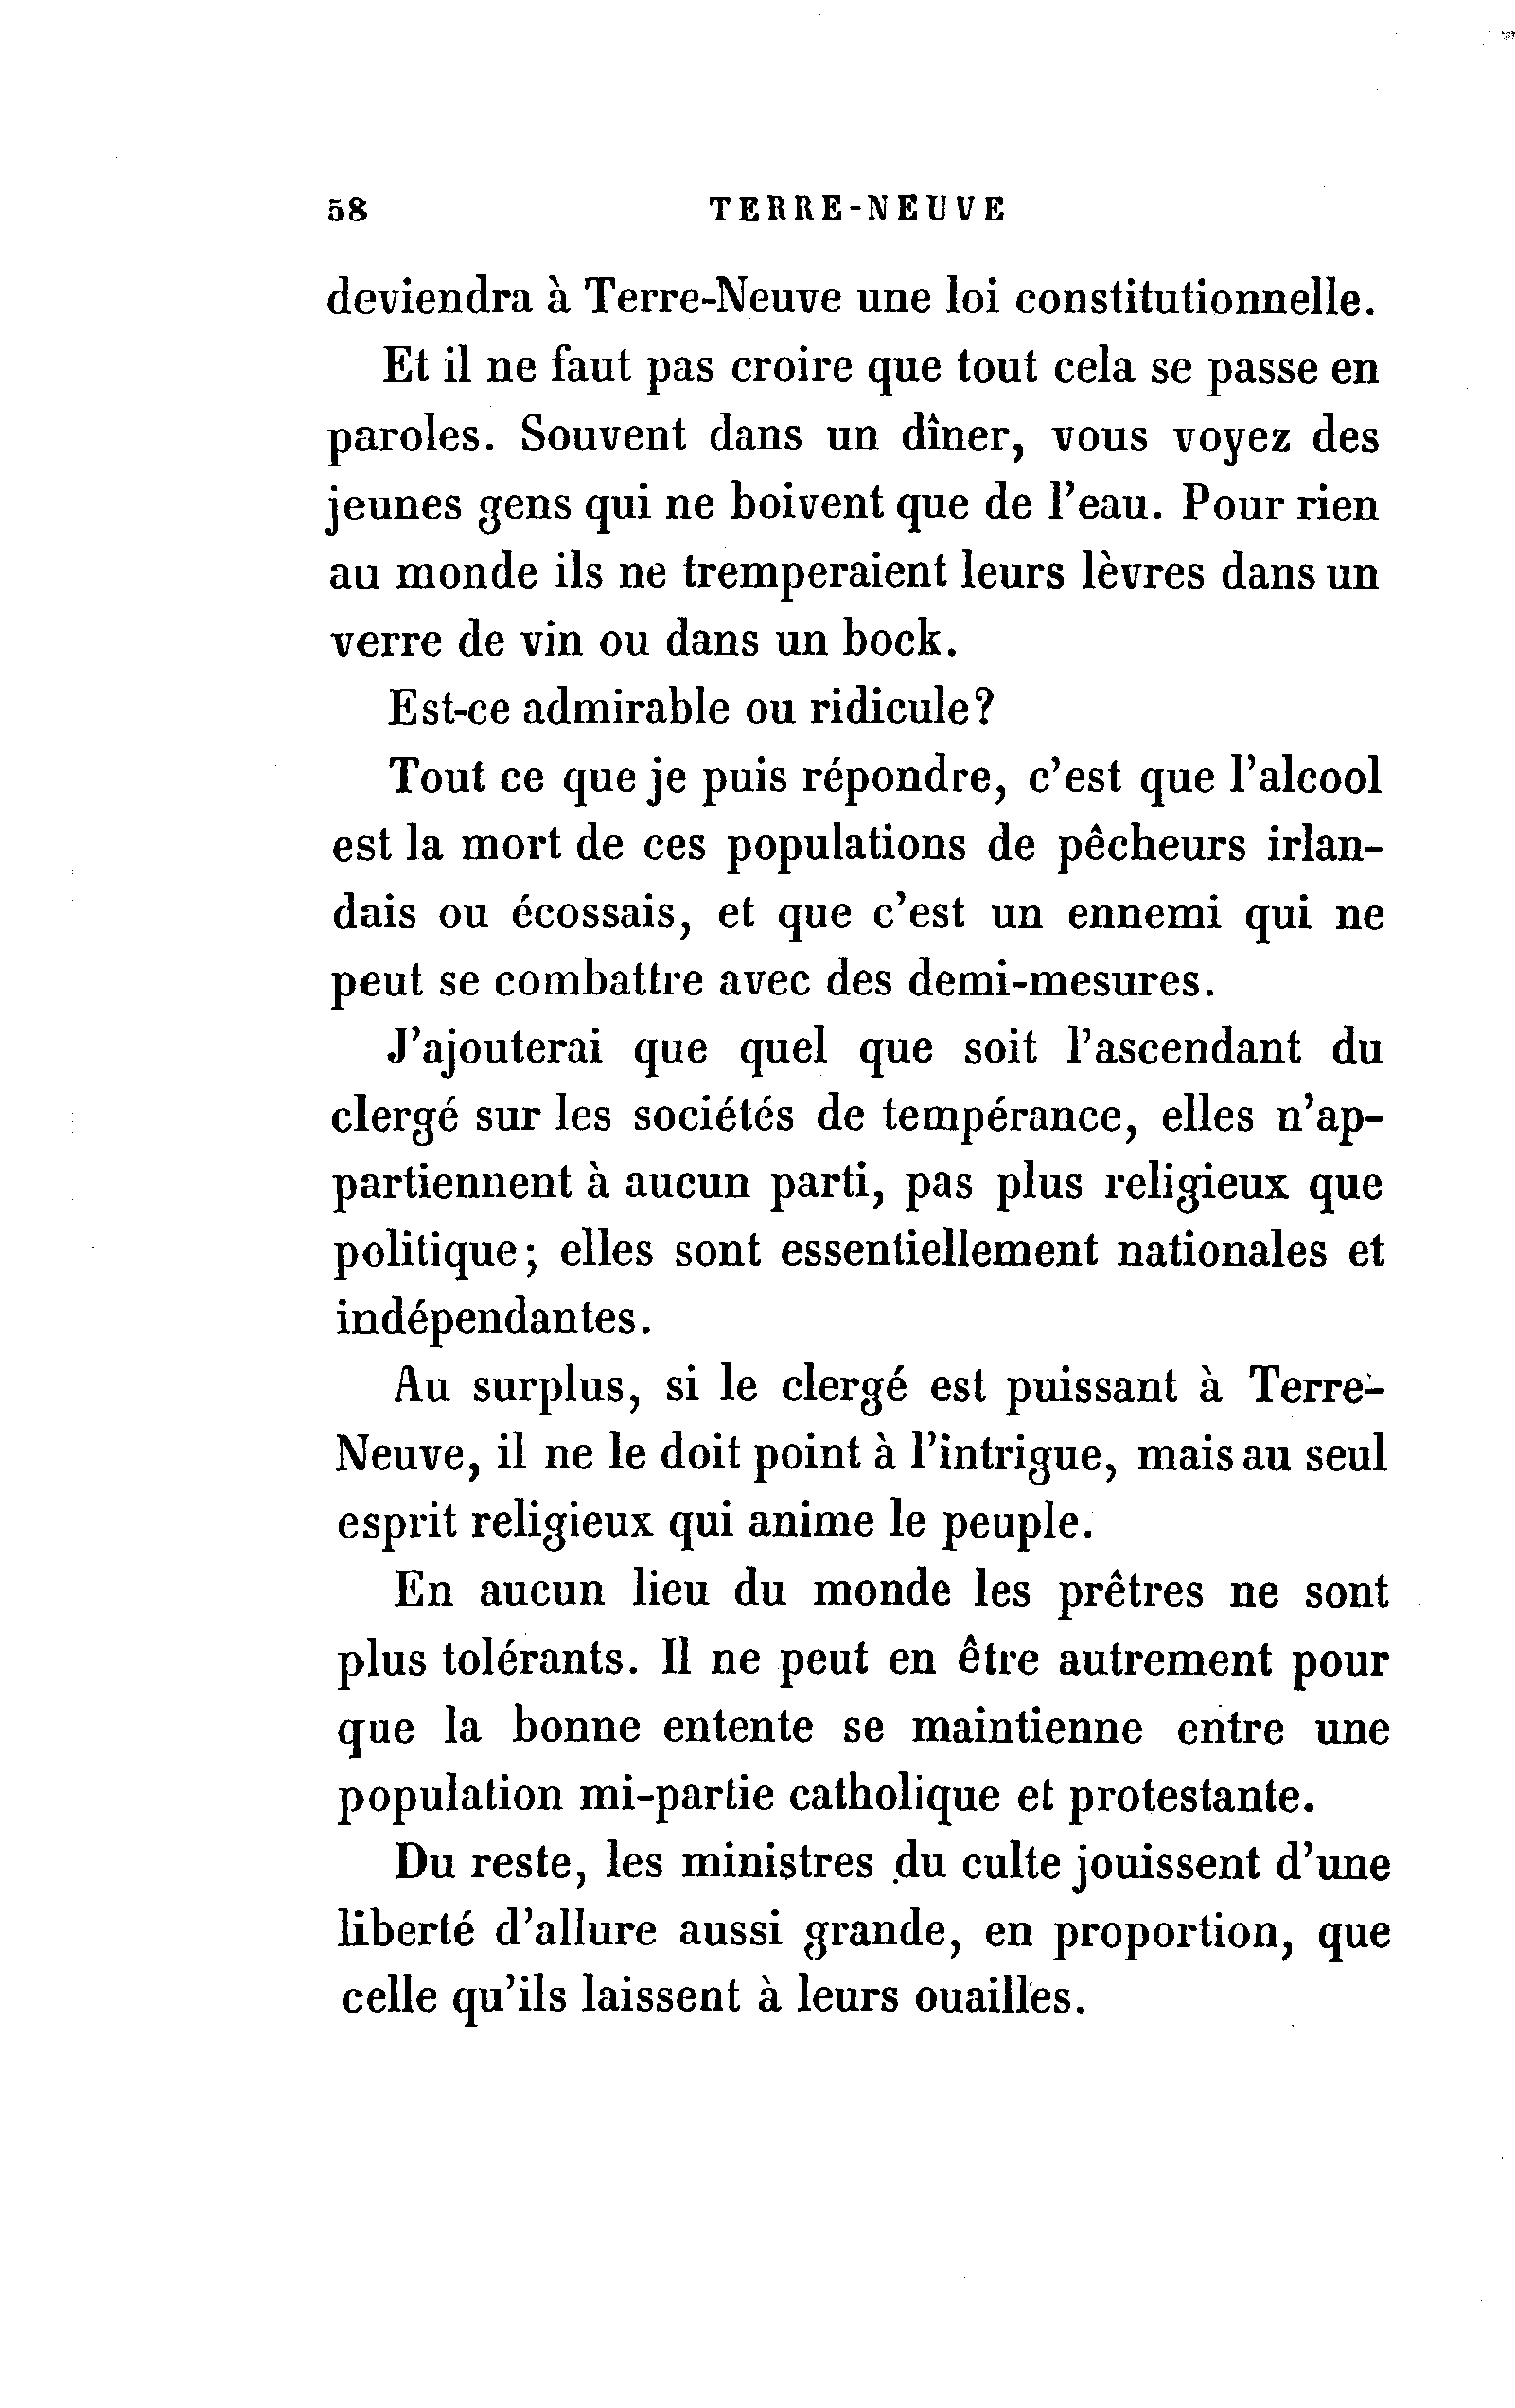 58 TERRE-NEUVE
deviendra à Terre-Neuve une loi constitutionnelle.
Et il ne faut pas croire que tout cela se passe en
paroles. Souvent dans un dîner, vous voyez des
jeunes gens qui ne boivent que de l'eau. Pour rien
au monde ils ne tremperaient leurs lèvres dans un
verre de vin ou dans un bock.
Est-ce admirable ou ridicule?
Tout ce que je puis répondre, c'est que l'alcool
est la mort de ces populations de pêcheurs irlan-
dais ou écossais, et que c'est un ennemi qui ne
peut se combattre avec des demi-mesures.
J'ajouterai que quel que soit l'ascendant du
clergé sur les sociétés de tempérance, elles n'ap-
partiennent à aucun parti, pas plus religieux que
politique; elles sont essentiellement nationales et
indépendantes.
Au surplus, si le clergé est puissant à Terre-
Neuve, il ne le doit point à l'intrigue, mais au seul
esprit religieux qui anime le peuple.
En aucun lieu du monde les prêtres ne sont
plus tolérants. Il ne peut en être autrement pour
que la bonne entente se maintienne entre une
population mi-partie catholique et protestante.
Du reste, les ministres du culte jouissent d'une
liberté d'allure aussi grande, en proportion, que
celle qu'ils laissent à leurs ouailles.